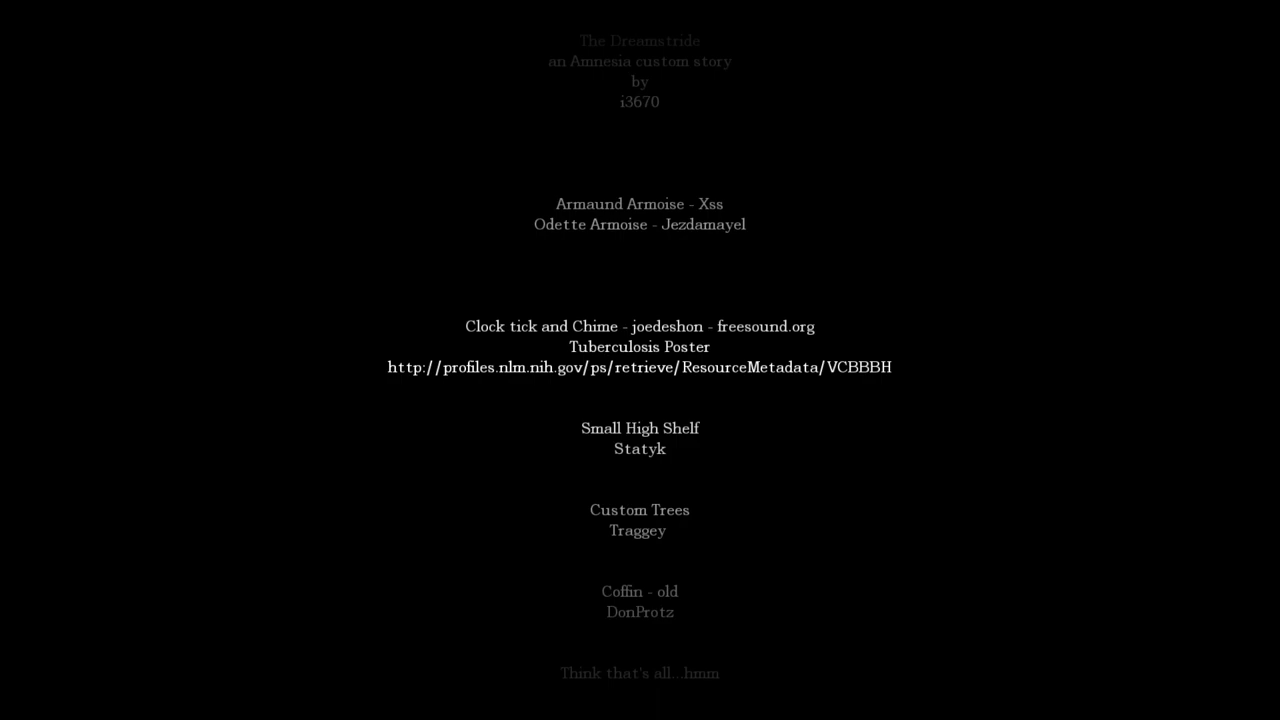 The Dreamstride
an Amnesia custom story
by
i3670
Armaund Armoise - Xss
Odette Armoise - Jezdamayel
Clock tick and Chime - joedeshon - freesound.org
Tuberculosis Poster
http://profiles.nlm.nih.gov/ps/retrieve/ResourceMetadata/VCBBBH
Small High Shelf
Statyk
Custom Trees
Traggey
Coffin - old
DonProtz
Think that's all...hmm